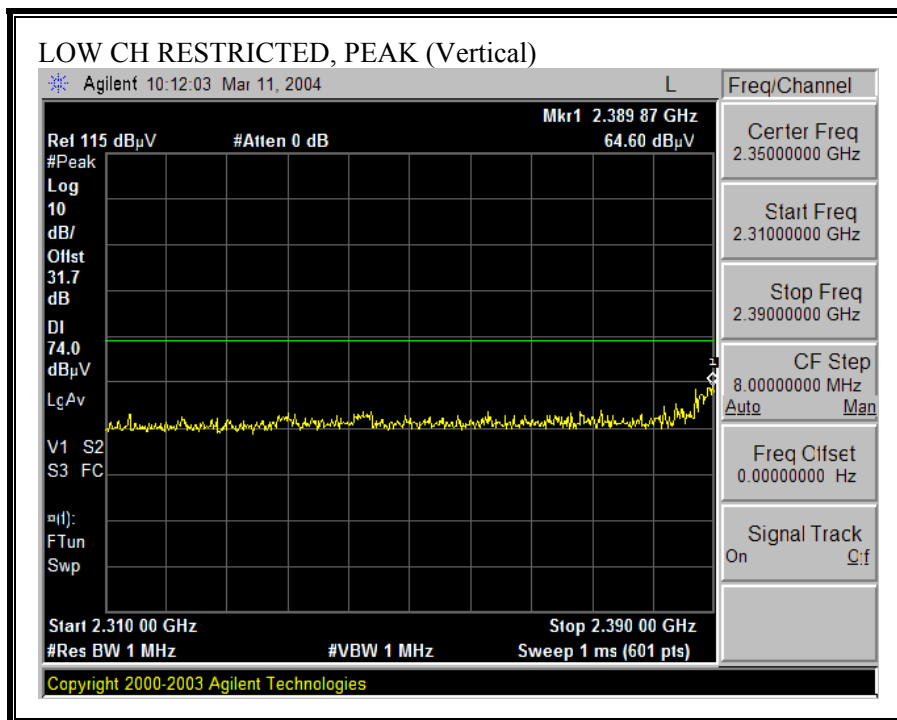 LOW CH RESTRICTED, PEAK (Vertical)
Agilent 10:12:03 Mar 11, 2004 L
Freq/Channel
Mkr1 2.389 87 GHz
Ref 115 dBµV #Atten 0 dB 64.60 dBµV
#Peak
Log
10
dB/
Offst
31.7
dB
DI
74.0
dBµV
LgAv
V1 S2
S3 FC
¤(f):
FTun
Swp
1
Start 2.310 00 GHz Stop 2.390 00 GHz
#Res BW 1 MHz #VBW 1 MHz Sweep 1 ms (601 pts)
Copyright 2000-2003 Agilent Technologies
Center Freq
2.35000000 GHz
Start Freq
2.31000000 GHz
Stop Freq
2.39000000 GHz
CF Step
8.00000000 MHz
Auto Man
Freq Offset
0.00000000 Hz
Signal Track
On Off